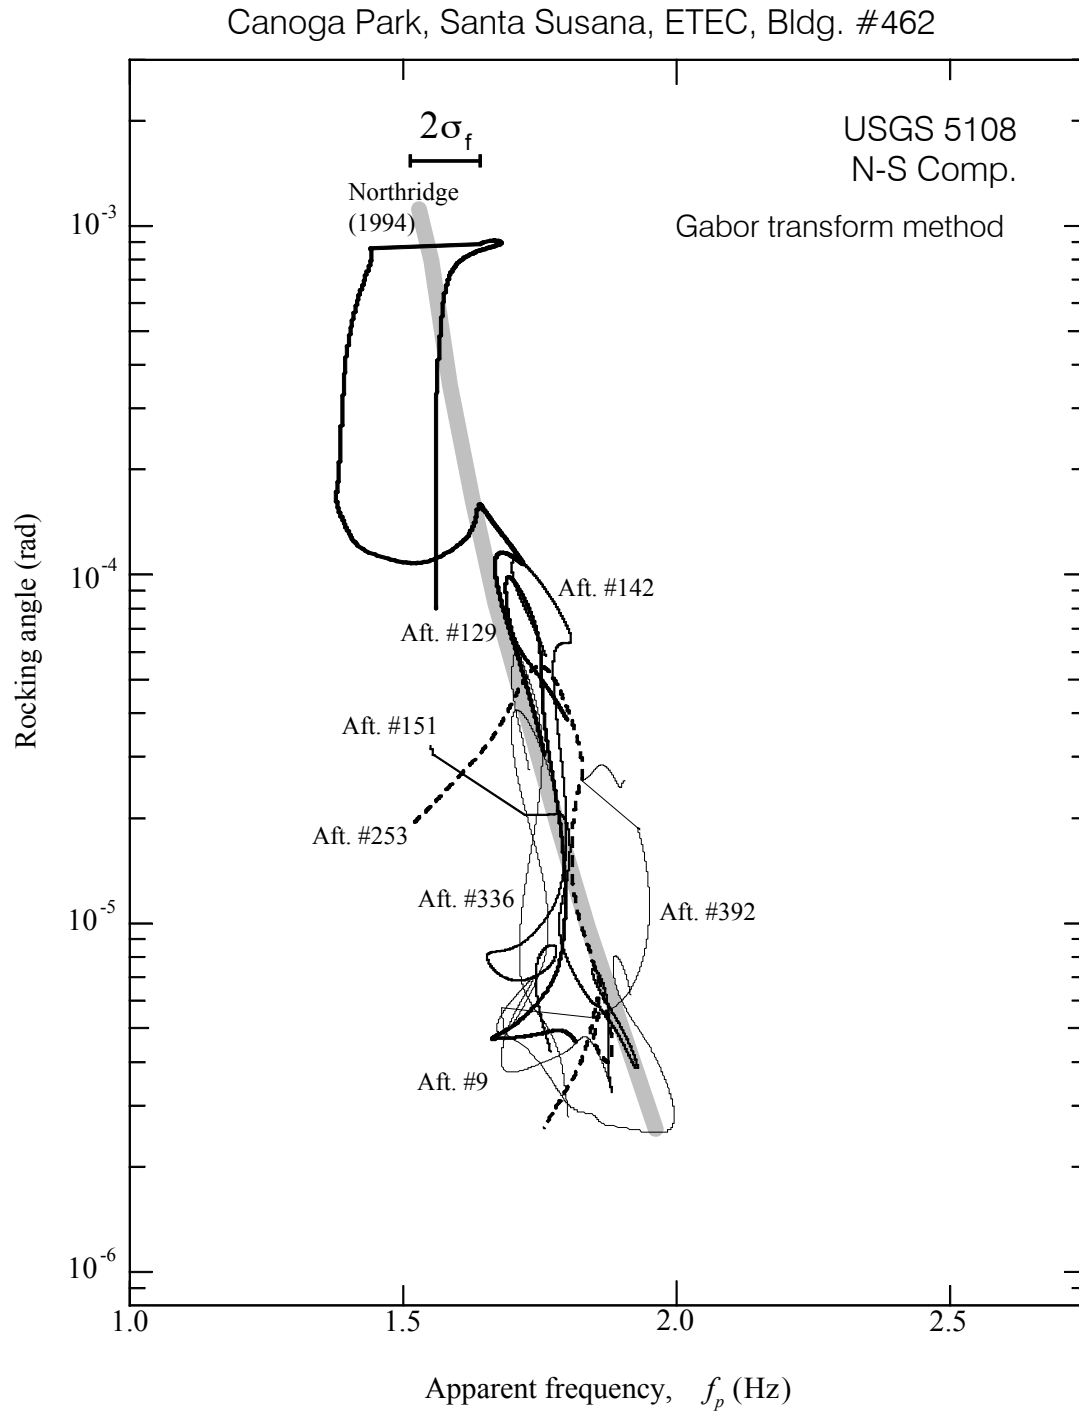 Canoga Park, Santa Susana, ETEC, Bldg. #462
2σf
USGS 5108
N-S Comp.
Northridge
(1994)
Gabor transform method
10-3
10-4
Aft. #142
Aft. #129
Rocking angle (rad)
Aft. #151
Aft. #253
Aft. #336
Aft. #392
10-5
Aft. #9
10-6
1.0 1.5 2.0 2.5
Apparent frequency, fp (Hz)